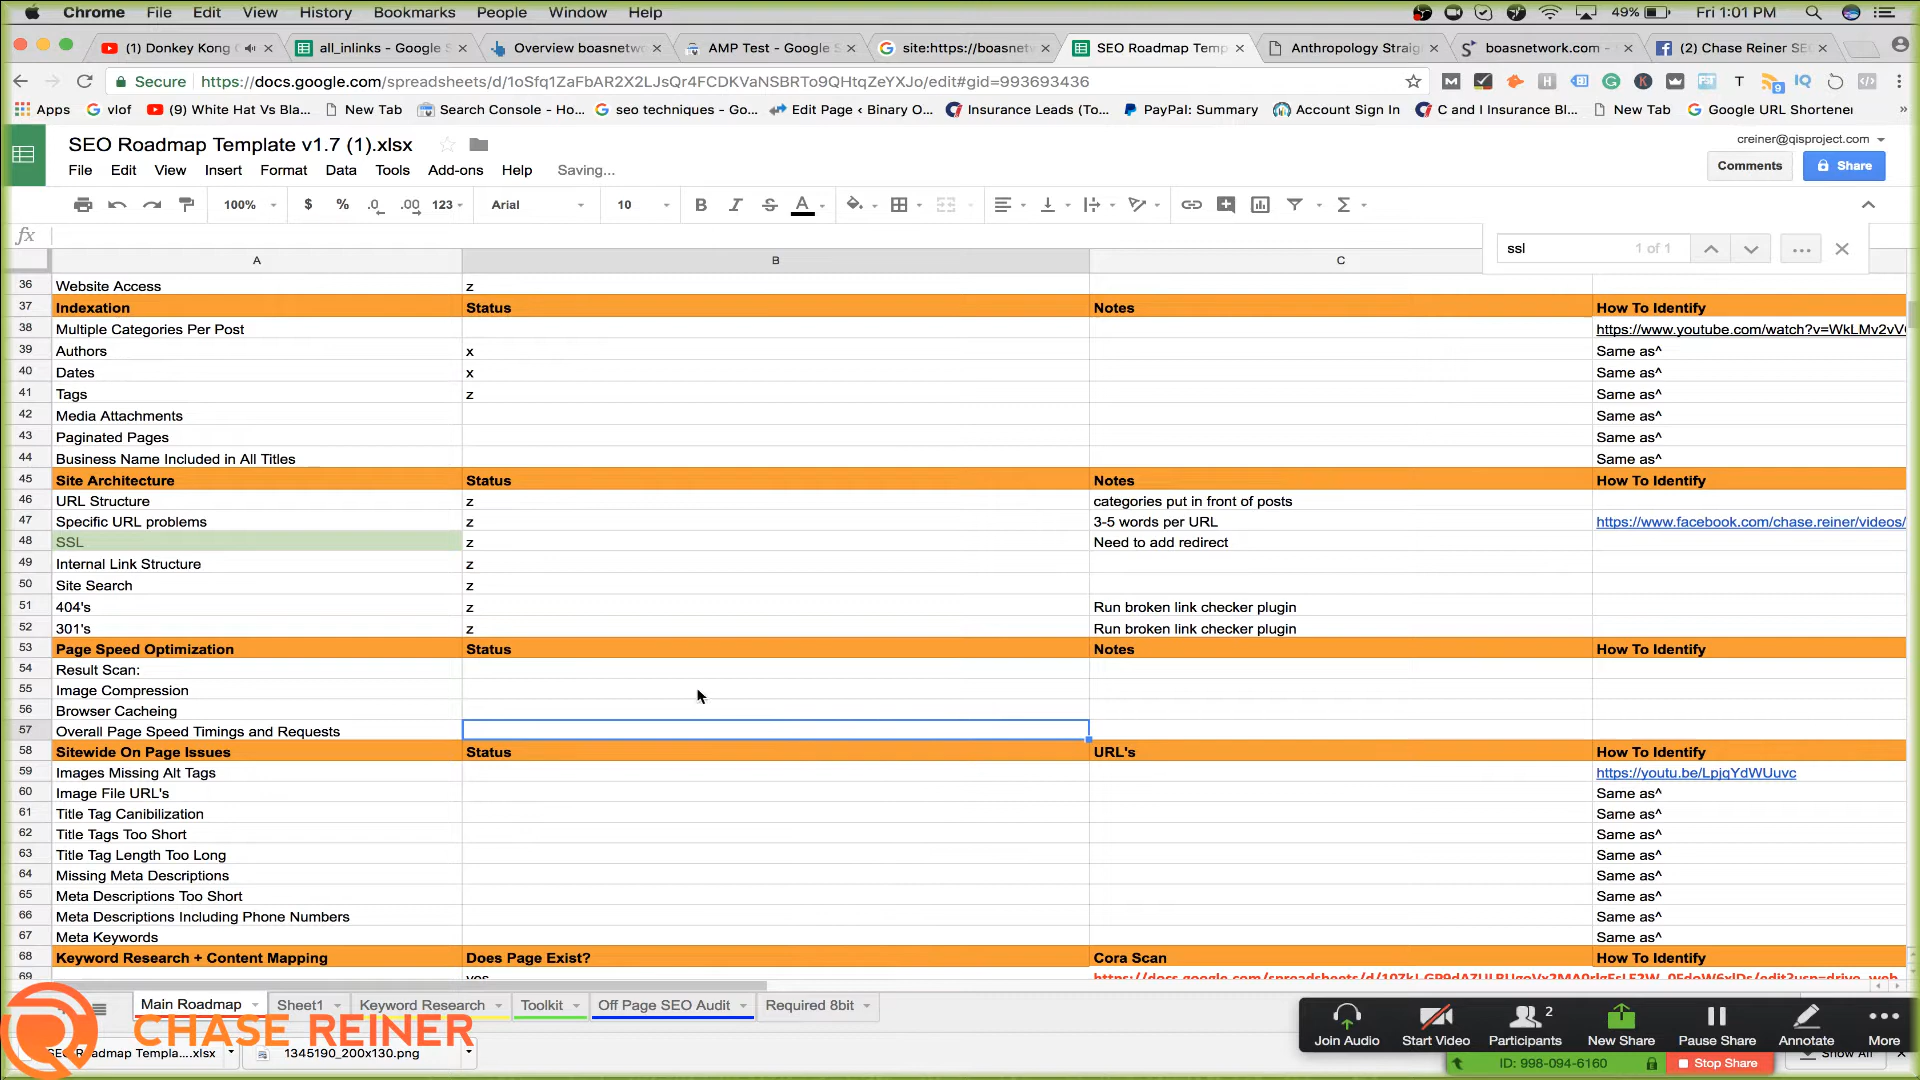 Chrome File Edit View History Bookmarks People Window Help 49% Fri 1:01 PM
(1) Donkey Kong all_inlinks - Google S Overview boasnetw AMP Test - Google S site:https://boasnet SEO Roadmap Temp Anthropology Straig boasnetwork.com - (2) Chase Reiner SE
Secure https://docs.google.com/spreadsheets/d/1oSfq1ZaFbAR2X2LJsQr4FCDKVaNSBRTo9QHtqZeYXJo/edit#gid=993693436
Apps vlof (9) White Hat Vs Bla... New Tab Search Console - Ho... seo techniques - Go... Edit Page ‹ Binary O... Insurance Leads (To... PayPal: Summary Account Sign In C and I Insurance Bl... New Tab Google URL Shortener »
SEO Roadmap Template v1.7 (1).xlsx creiner@qisproject.com
File Edit View Insert Format Data Tools Add-ons Help Saving... Comments Share
100% $ % .0 .00 123 Arial 10 B I S A Σ
fx ssl 1 of 1
A B C
36 Website Access z
37 Indexation Status Notes How To Identify
38 Multiple Categories Per Post https://www.youtube.com/watch?v=WkLMv2vV
39 Authors x Same as^
40 Dates x Same as^
41 Tags z Same as^
42 Media Attachments Same as^
43 Paginated Pages Same as^
44 Business Name Included in All Titles Same as^
45 Site Architecture Status Notes How To Identify
46 URL Structure z categories put in front of posts
47 Specific URL problems z 3-5 words per URL https://www.facebook.com/chase.reiner/videos/
48 SSL z Need to add redirect
49 Internal Link Structure z
50 Site Search z
51 404's z Run broken link checker plugin
52 301's z Run broken link checker plugin
53 Page Speed Optimization Status Notes How To Identify
54 Result Scan:
55 Image Compression
56 Browser Cacheing
57 Overall Page Speed Timings and Requests
58 Sitewide On Page Issues Status URL's How To Identify
59 Images Missing Alt Tags https://youtu.be/LpjqYdWUuvc
60 Image File URL's Same as^
61 Title Tag Canibilization Same as^
62 Title Tags Too Short Same as^
63 Title Tag Length Too Long Same as^
64 Missing Meta Descriptions Same as^
65 Meta Descriptions Too Short Same as^
66 Meta Descriptions Including Phone Numbers Same as^
67 Meta Keywords Same as^
68 Keyword Research + Content Mapping Does Page Exist? Cora Scan How To Identify
69 yes
Main Roadmap Sheet1 Keyword Research Toolkit Off Page SEO Audit Required 8bit
CHASE REINER
SEO Roadmap Templa....xlsx 1345190_200x130.png Show All
2
Join Audio Start Video Participants New Share Pause Share Annotate More
ID: 998-094-6160 Stop Share